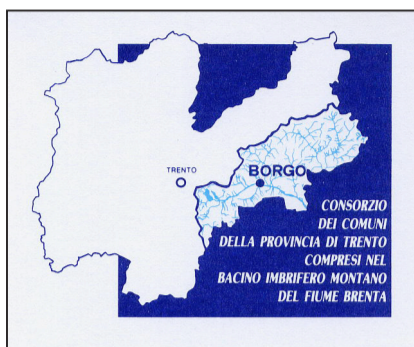 TRENTO
BORGO
CONSORZIO
DEI COMUNI
DELLA PROVINCIA DI TRENTO
COMPRESI NEL
BACINO IMBRIFERO MONTANO
DEL FIUME BRENTA